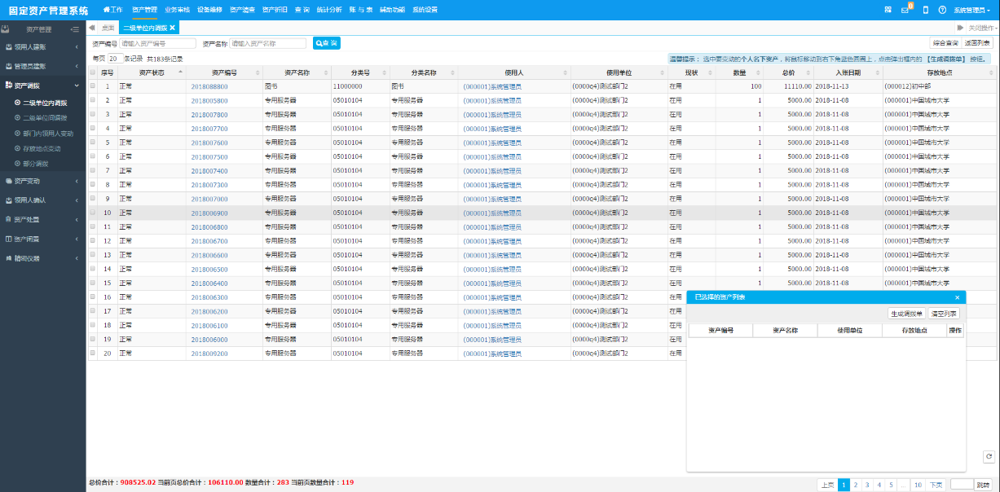 固定资产管理系统 工作 资产管理 业务审核 设备维修 资产清查 资产折旧 查 询 统计分析 账 与 表 辅助功能 系统设置 0 系统管理员
资产管理 桌面 二级单位内调拨 关闭操作
资产编号 请输入资产编号 资产名称 请输入资产名称 查 询 综合查询 返回列表
每页 20 条记录 共183条记录 温馨提示：选中要变动的个人名下资产，将鼠标移动到右下角蓝色圆圈上，点击弹出框内的 【生成调拨单】 按钮。
领用人建账
管理员建账
资产调拨
二级单位内调拨
二级单位间调拨
部门内领用人变动
存放地点变动
部分调拨
资产变动
领用人确认
资产处置
资产闲置
精密仪器
序号 资产状态 资产编号 资产名称 分类号 分类名称 使用人 使用单位 现状 数量 总价 入账日期 存放地点
1 正常 2018088800 图书 11000000 图书 (000001)系统管理员 (0000q4)测试部门2 在用 100 11110.00 2018-11-13 (000012)初中部
2 正常 2018005800 专用服务器 05010104 专用服务器 (000001)系统管理员 (0000q4)测试部门2 在用 1 5000.00 2018-11-08 (000001)中国城市大学
3 正常 2018007800 专用服务器 05010104 专用服务器 (000001)系统管理员 (0000q4)测试部门2 在用 1 5000.00 2018-11-08 (000001)中国城市大学
4 正常 2018007700 专用服务器 05010104 专用服务器 (000001)系统管理员 (0000q4)测试部门2 在用 1 5000.00 2018-11-08 (000001)中国城市大学
5 正常 2018007600 专用服务器 05010104 专用服务器 (000001)系统管理员 (0000q4)测试部门2 在用 1 5000.00 2018-11-08 (000001)中国城市大学
6 正常 2018007500 专用服务器 05010104 专用服务器 (000001)系统管理员 (0000q4)测试部门2 在用 1 5000.00 2018-11-08 (000001)中国城市大学
7 正常 2018007400 专用服务器 05010104 专用服务器 (000001)系统管理员 (0000q4)测试部门2 在用 1 5000.00 2018-11-08 (000001)中国城市大学
8 正常 2018007300 专用服务器 05010104 专用服务器 (000001)系统管理员 (0000q4)测试部门2 在用 1 5000.00 2018-11-08 (000001)中国城市大学
9 正常 2018007000 专用服务器 05010104 专用服务器 (000001)系统管理员 (0000q4)测试部门2 在用 1 5000.00 2018-11-08 (000001)中国城市大学
10 正常 2018006900 专用服务器 05010104 专用服务器 (000001)系统管理员 (0000q4)测试部门2 在用 1 5000.00 2018-11-08 (000001)中国城市大学
11 正常 2018006800 专用服务器 05010104 专用服务器 (000001)系统管理员 (0000q4)测试部门2 在用 1 5000.00 2018-11-08 (000001)中国城市大学
12 正常 2018006700 专用服务器 05010104 专用服务器 (000001)系统管理员 (0000q4)测试部门2 在用 1 5000.00 2018-11-08 (000001)中国城市大学
13 正常 2018006600 专用服务器 05010104 专用服务器 (000001)系统管理员 (0000q4)测试部门2 在用 1 5000.00 2018-11-08 (000001)中国城市大学
14 正常 2018006500 专用服务器 05010104 专用服务器 (000001)系统管理员 (0000q4)测试部门2 在用 1 5000.00 2018-11-08 (000001)中国城市大学
15 正常 2018006400 专用服务器 05010104 专用服务器 (000001)系统管理员 (0000q4)测试部门2 在用 1 5000.00 2018-11-08 (000001)中国城市大学
16 正常 2018006300 专用服务器 05010104 专用服务器 (000001)系统管理员 (0000q4)测试部门2 在用
17 正常 2018006200 专用服务器 05010104 专用服务器 (000001)系统管理员 (0000q4)测试部门2 在用
18 正常 2018006100 专用服务器 05010104 专用服务器 (000001)系统管理员 (0000q4)测试部门2 在用
19 正常 2018006000 专用服务器 05010104 专用服务器 (000001)系统管理员 (0000q4)测试部门2 在用
20 正常 2018009200 专用服务器 05010104 专用服务器 (000001)系统管理员 (0000q4)测试部门2 在用
已选择的资产列表 ×
生成调拨单 清空列表
资产编号 资产名称 使用单位 存放地点 操作
总价合计：908525.02 当前页总价合计：106110.00 数量合计：283 当前页数量合计：119 上页 1 2 3 4 5 ... 10 下页 跳转